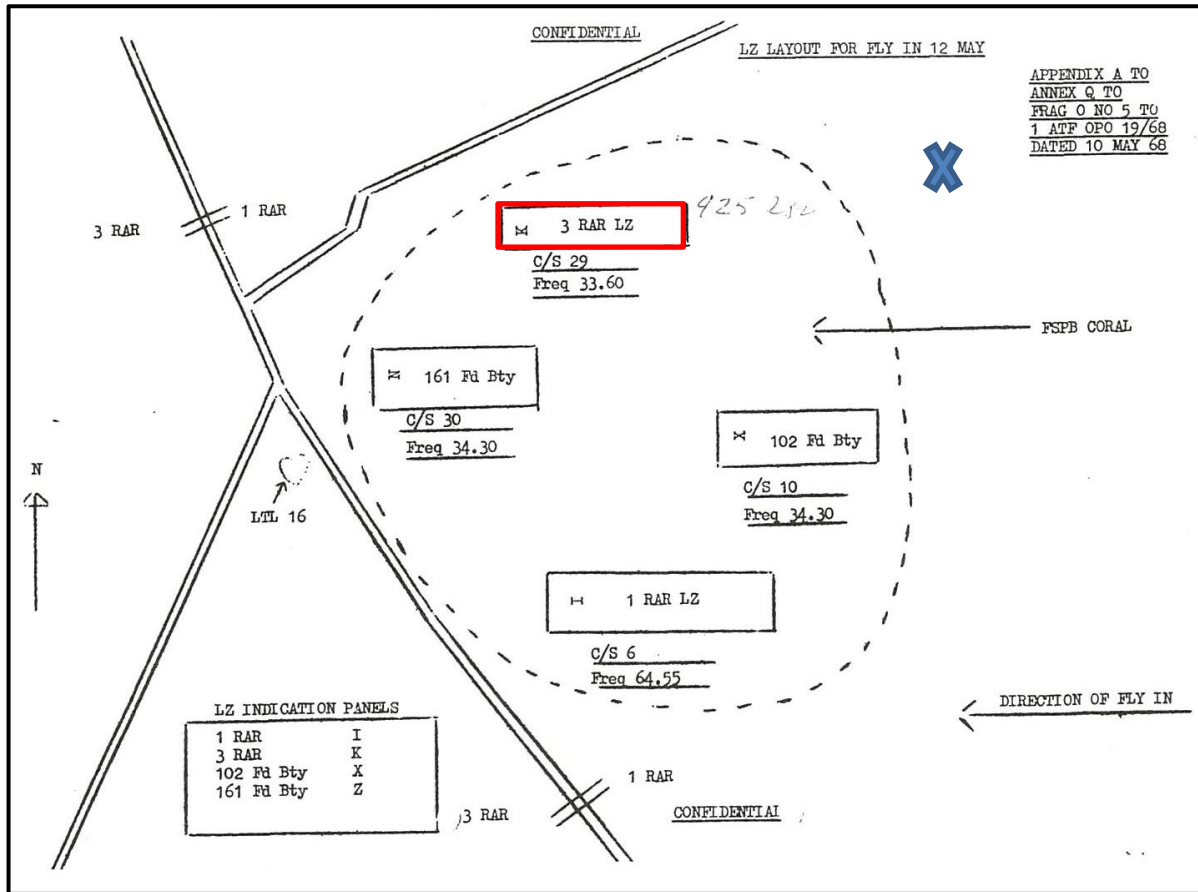 CONFIDENTIAL
LZ LAYOUT FOR FLY IN 12 MAY
APPENDIX A TO
ANNEX Q TO
FRAG O NO 5 TO
1 ATF OPO 19/68
DATED 10 MAY 68
3 RAR
1 RAR
K 3 RAR LZ
925
C/S 29
Freq 33.60
FSPB CORAL
Z 161 Fd Bty
C/S 30
Freq 34.30
X 102 Fd Bty
C/S 10
Freq 34.30
N
LTL 16
I 1 RAR LZ
C/S 6
Freq 64.55
DIRECTION OF FLY IN
LZ INDICATION PANELS
1 RAR I
3 RAR K
102 Fd Bty X
161 Fd Bty Z
3 RAR
1 RAR
CONFIDENTIAL